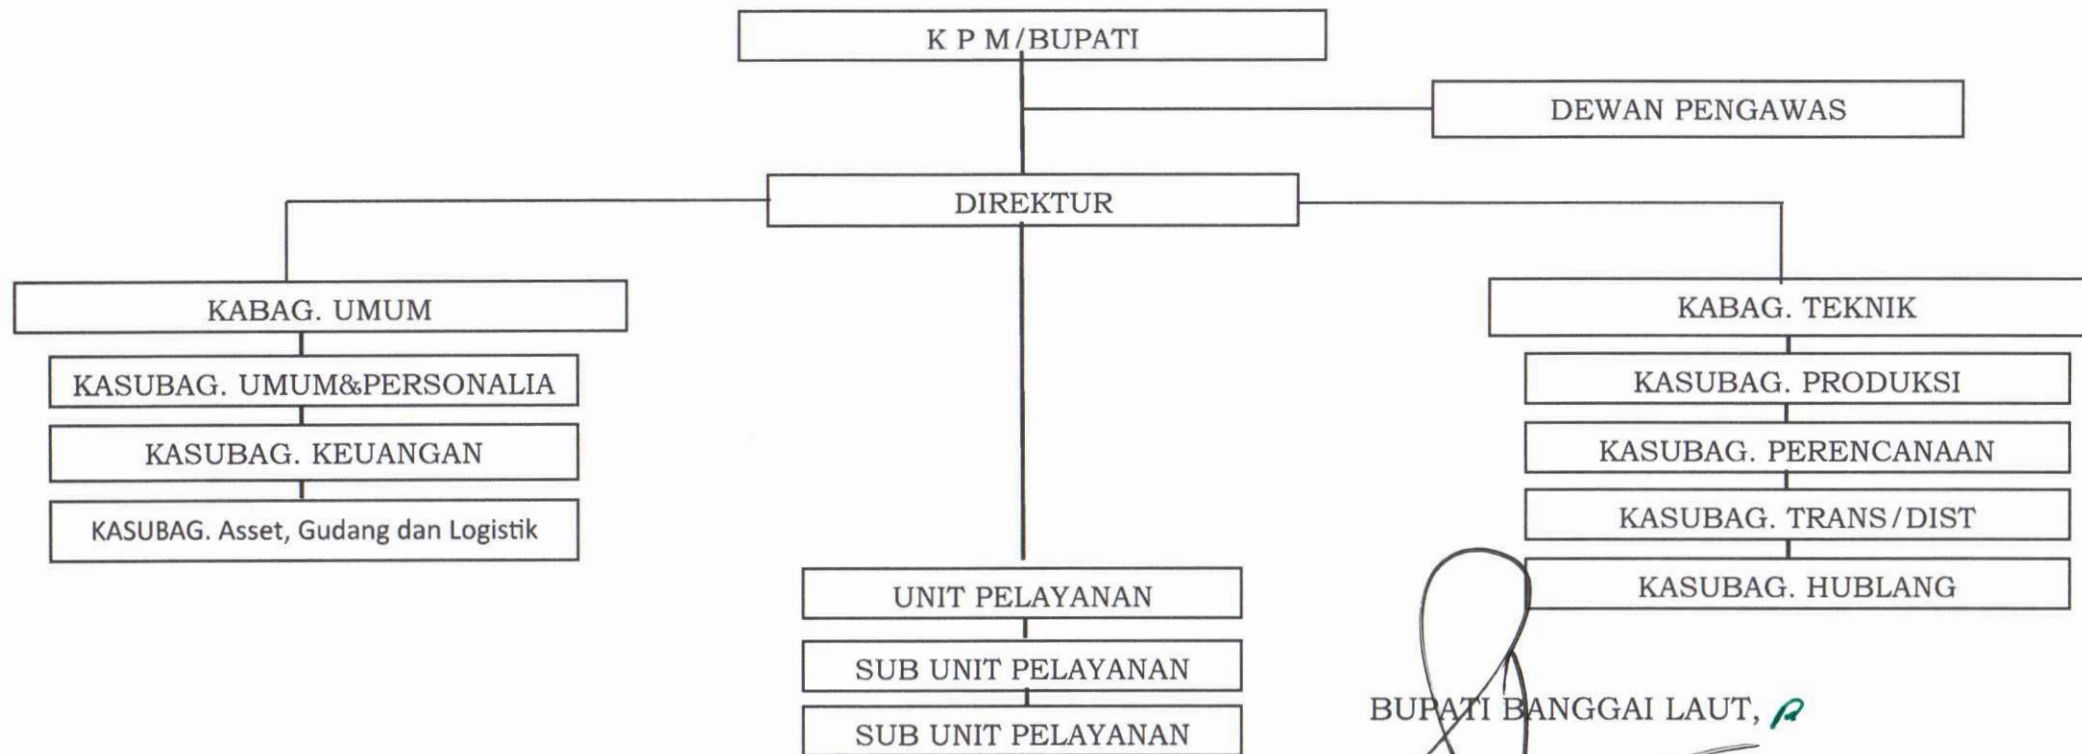 K P M/BUPATI
DEWAN PENGAWAS
DIREKTUR
KABAG. UMUM
KASUBAG. UMUM&PERSONALIA
KASUBAG. KEUANGAN
KASUBAG. Asset, Gudang dan Logistik
UNIT PELAYANAN
SUB UNIT PELAYANAN
SUB UNIT PELAYANAN
KABAG. TEKNIK
KASUBAG. PRODUKSI
KASUBAG. PERENCANAAN
KASUBAG. TRANS/DIST
KASUBAG. HUBLANG
BUPATI BANGGAI LAUT,